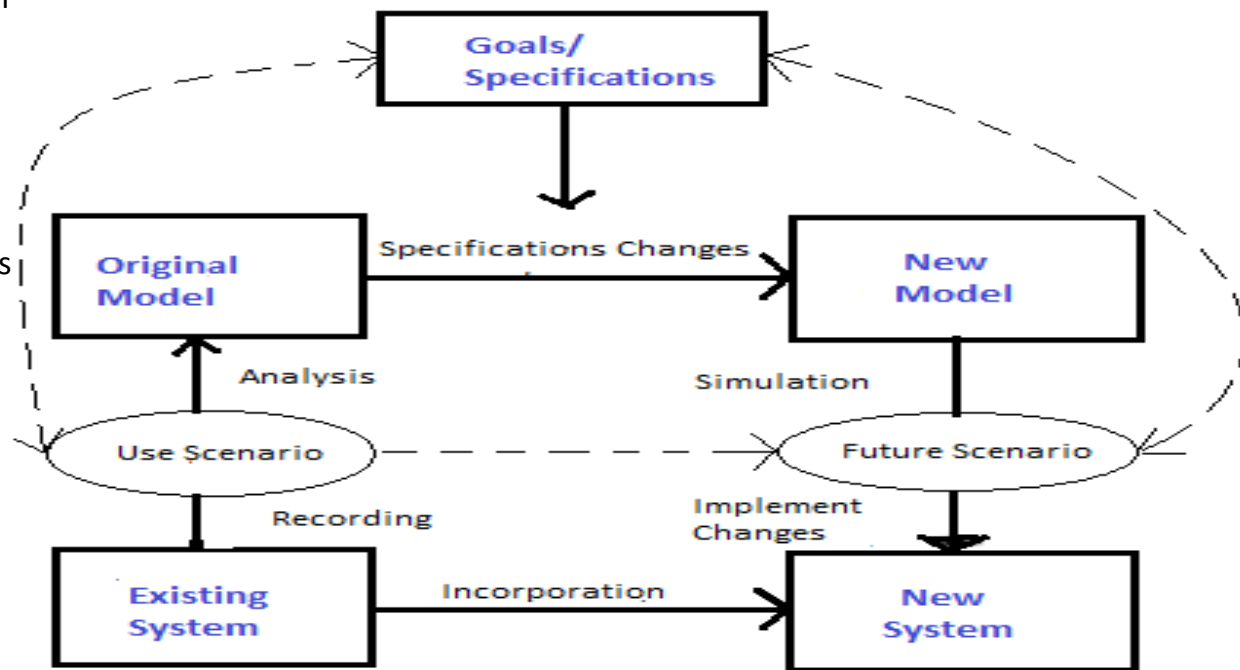 Goals/
Specifications
s
Original
Model
Specifications Changes
New
Model
Analysis
Simulation
Use Scenario
Future Scenario
Recording
Implement
Changes
Existing
System
Incorporation
New
System